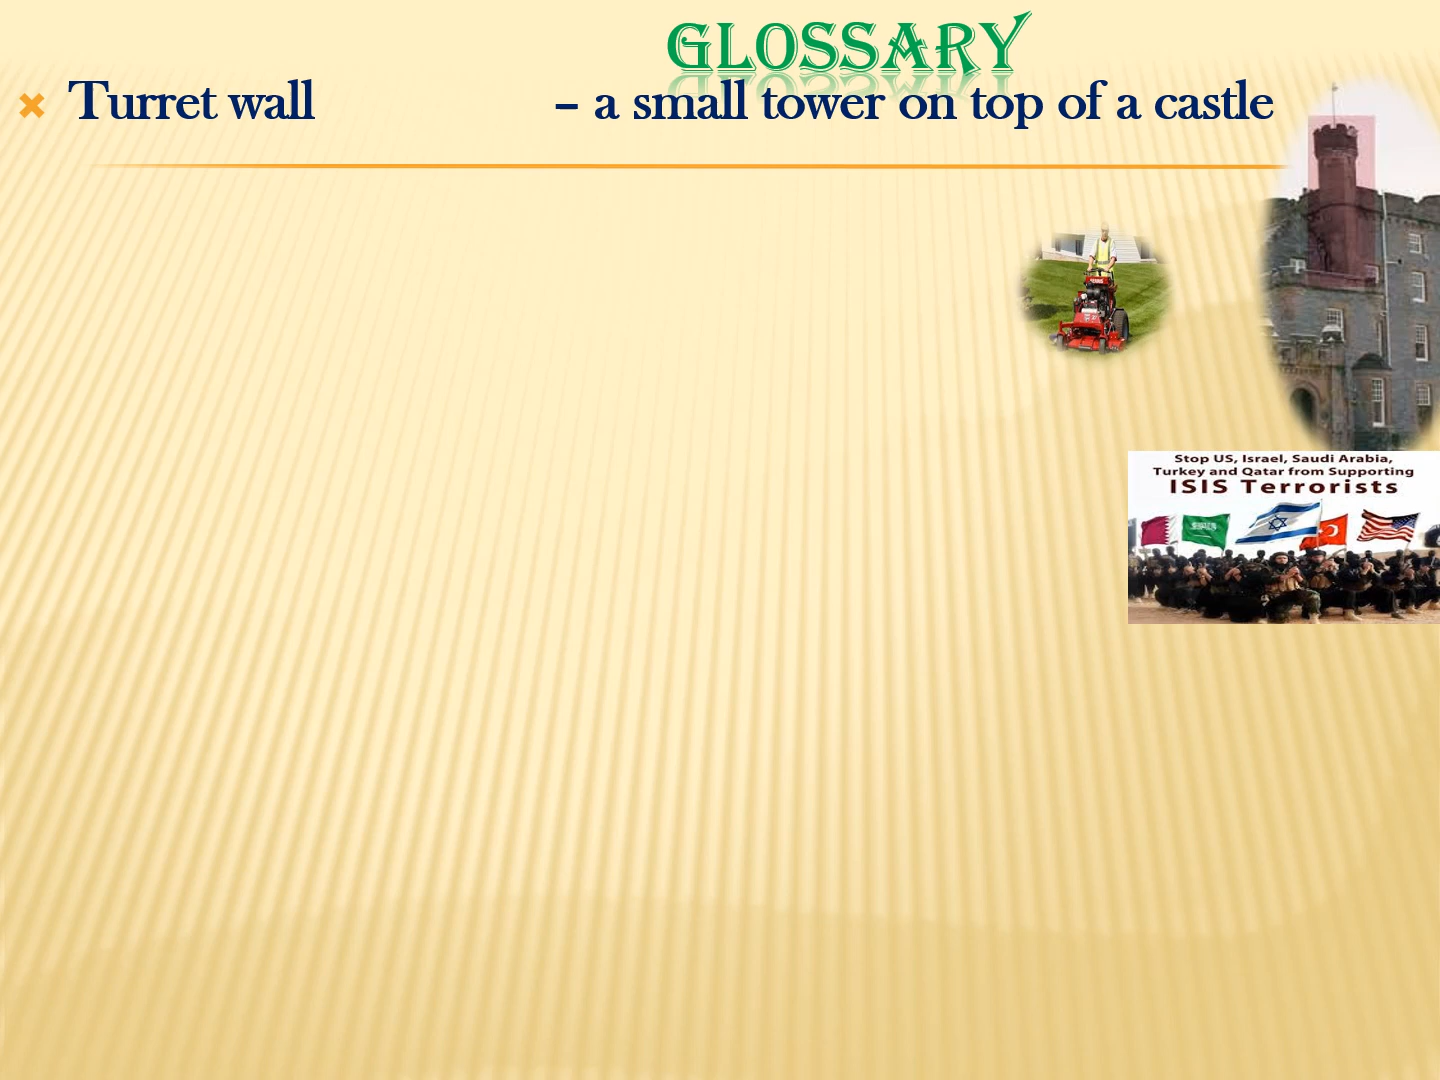 GLOSSARY
Turret wall – a small tower on top of a castle
Stop US, Israel, Saudi Arabia,
Turkey and Qatar from Supporting
ISIS Terrorists